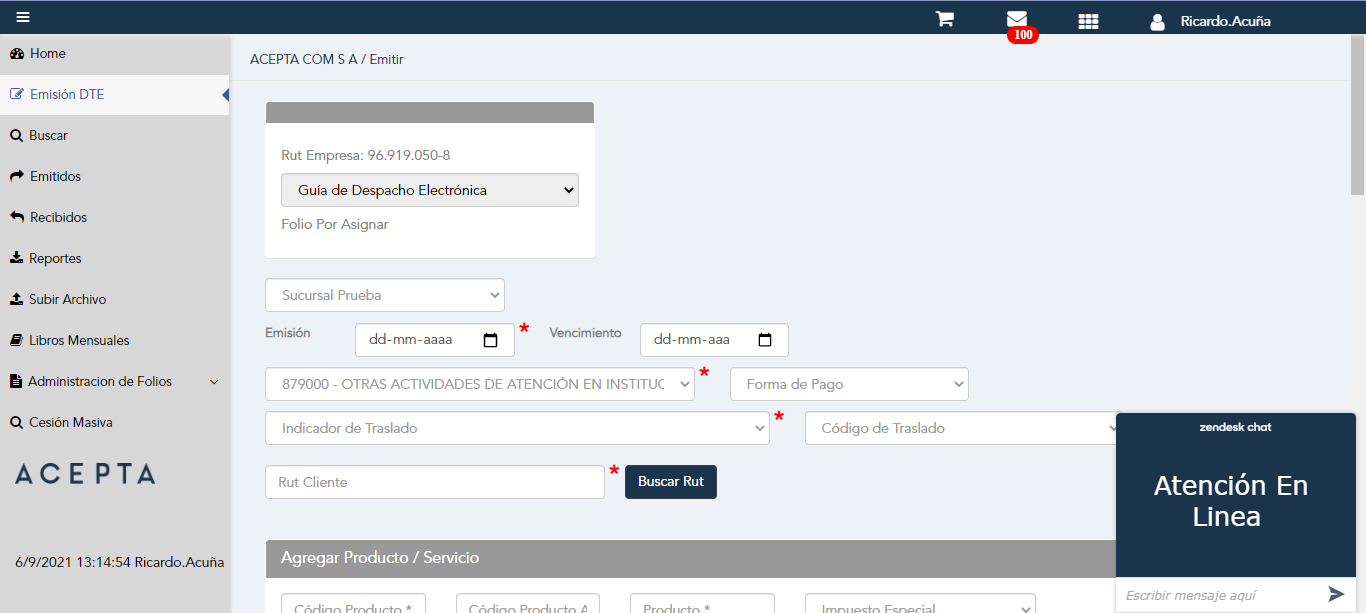 100
Ricardo.Acuña
Home
Emisión DTE
Buscar
Emitidos
Recibidos
Reportes
Subir Archivo
Libros Mensuales
Administracion de Folios
Cesión Masiva
ACEPTA
6/9/2021 13:14:54 Ricardo.Acuña
ACEPTA COM S A / Emitir
Rut Empresa: 96.919.050-8
Guía de Despacho Electrónica
Folio Por Asignar
Sucursal Prueba
Emisión dd-mm-aaaa * Vencimiento dd-mm-aaa
879000 - OTRAS ACTIVIDADES DE ATENCIÓN EN INSTITUC * Forma de Pago
Indicador de Traslado * Código de Traslado
Rut Cliente * Buscar Rut
Agregar Producto / Servicio
Código Producto * Código Producto A Producto * Impuesto Especial
zendesk chat
Atención En
Linea
Escribir mensaje aquí